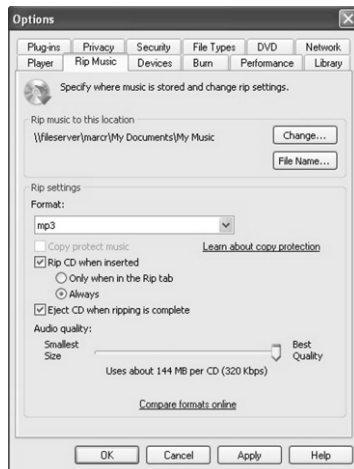 Options
Plug-ins Privacy Security File Types DVD Network
Player Rip Music Devices Burn Performance Library
Specify where music is stored and change rip settings.
Rip music to this location
\\fileserver\marcr\My Documents\My Music
Change...
File Name...
Rip settings
Format:
mp3
Copy protect music Learn about copy protection
Rip CD when inserted
Only when in the Rip tab
Always
Eject CD when ripping is complete
Audio quality:
Smallest Size
Best Quality
Uses about 144 MB per CD (320 Kbps)
Compare formats online
OK Cancel Apply Help